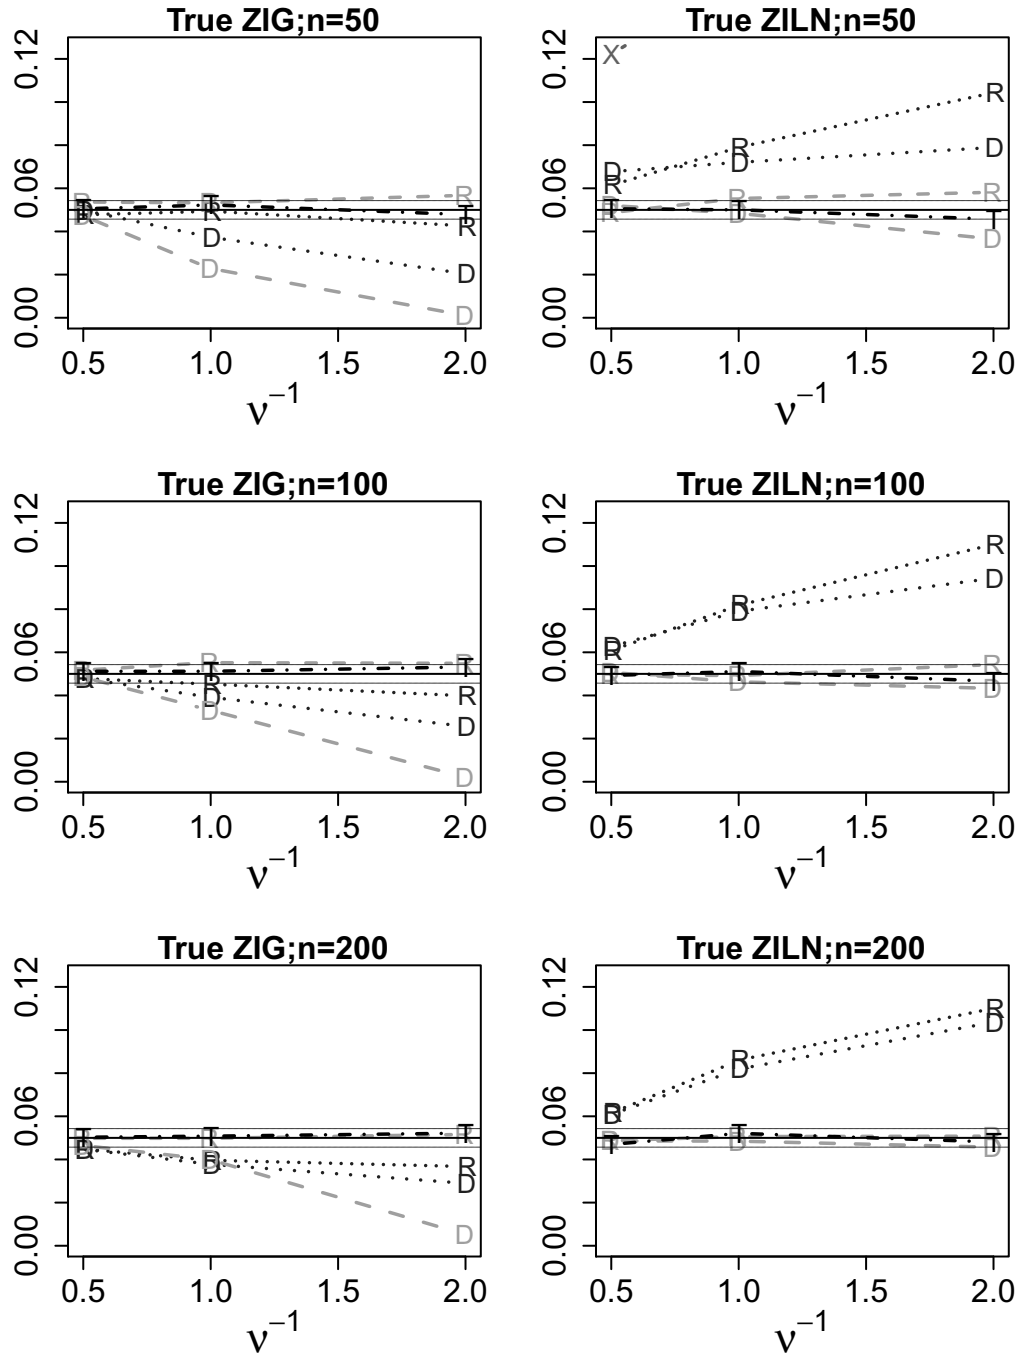 True ZIG;n=50
0.12
0.06
0.00
R R R
T T T
R R R
D D D
D D D
0.5 1.0 1.5 2.0
ν−1
True ZILN;n=50
0.12
0.06
0.00
X
R R R
D D D
R R R
T T T
D D D
0.5 1.0 1.5 2.0
ν−1
True ZIG;n=100
0.12
0.06
0.00
R R R
T T T
R R R
D D D
D D D
0.5 1.0 1.5 2.0
ν−1
True ZILN;n=100
0.12
0.06
0.00
R R R
D D D
R R R
T T T
D D D
0.5 1.0 1.5 2.0
ν−1
True ZIG;n=200
0.12
0.06
0.00
T T T
R R R
R R R
D D D
D D D
0.5 1.0 1.5 2.0
ν−1
True ZILN;n=200
0.12
0.06
0.00
R R R
D D D
R R R
T T T
D D D
0.5 1.0 1.5 2.0
ν−1